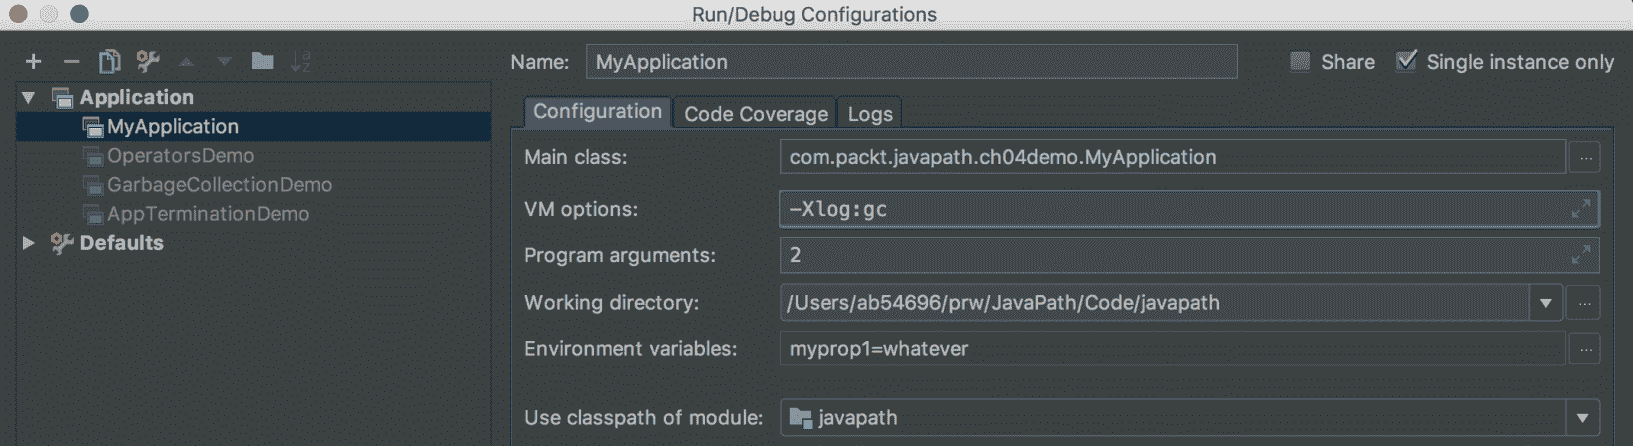 Run/Debug Configurations
Name: MyApplication Share Single instance only
Application
MyApplication
OperatorsDemo
GarbageCollectionDemo
AppTerminationDemo
Defaults
Configuration Code Coverage Logs
Main class: com.packt.javapath.ch04demo.MyApplication ...
VM options: -Xlog:gc
Program arguments: 2
Working directory: /Users/ab54696/prw/JavaPath/Code/javapath ...
Environment variables: myprop1=whatever ...
Use classpath of module: javapath